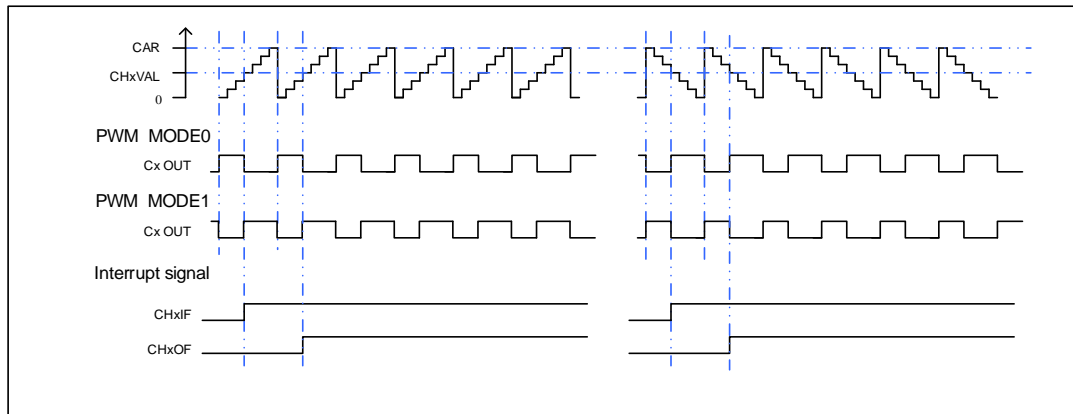 CAR
CHxVAL
0
PWM MODE0
Cx OUT
PWM MODE1
Cx OUT
Interrupt signal
CHxIF
CHxOF